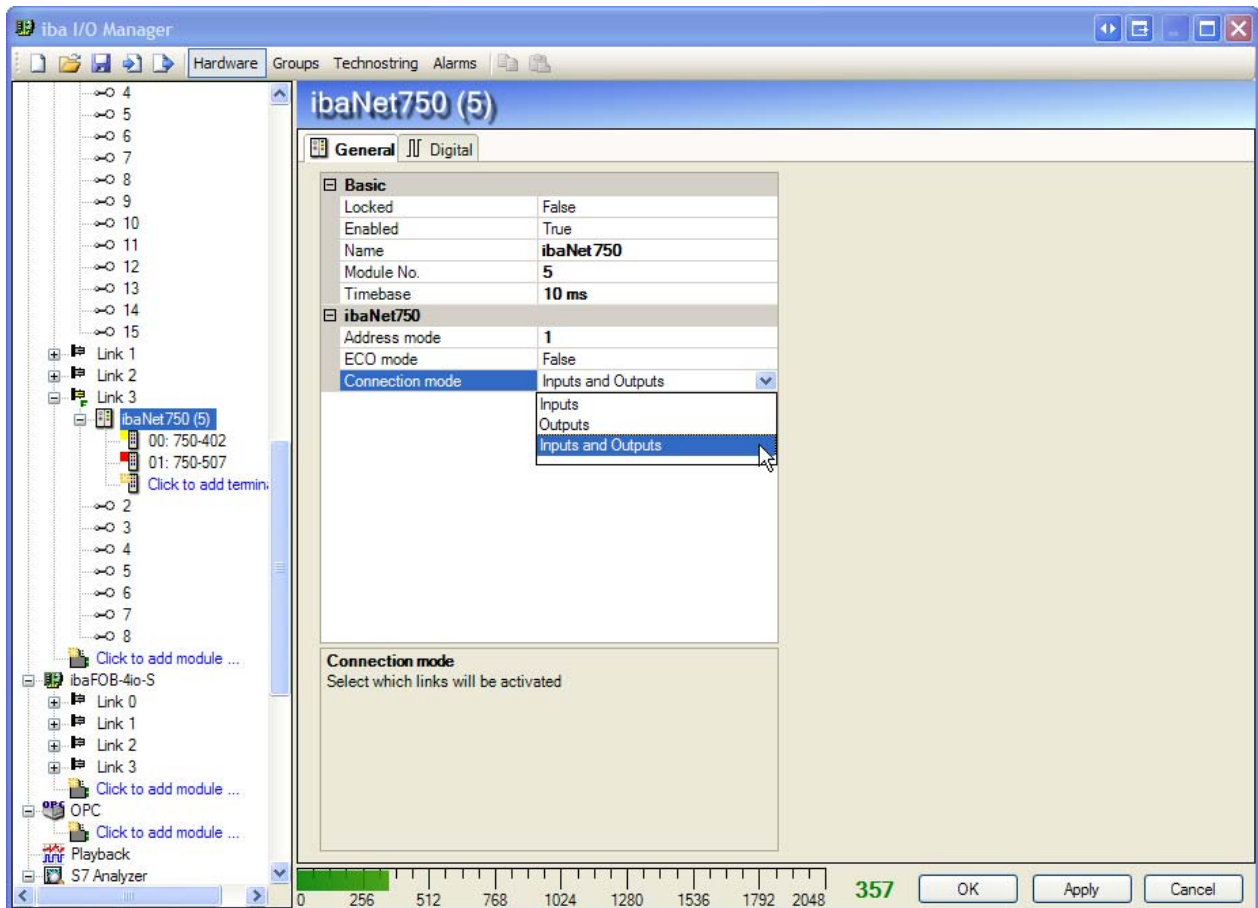 iba I/O Manager
Hardware Groups Technostring Alarms
4
5
6
7
8
9
10
11
12
13
14
15
Link 1
Link 2
Link 3
ibaNet750 (5)
00: 750-402
01: 750-507
Click to add termin
2
3
4
5
6
7
8
Click to add module ...
ibaFOB-4io-S
Link 0
Link 1
Link 2
Link 3
Click to add module ...
OPC
OPC
Click to add module ...
Playback
S7 Analyzer
ibaNet750 (5)
General Digital
Basic
Locked False
Enabled True
Name ibaNet750
Module No. 5
Timebase 10 ms
ibaNet750
Address mode 1
ECO mode False
Connection mode Inputs and Outputs
Inputs
Outputs
Inputs and Outputs
Connection mode
Select which links will be activated
0 256 512 768 1024 1280 1536 1792 2048
357
OK Apply Cancel